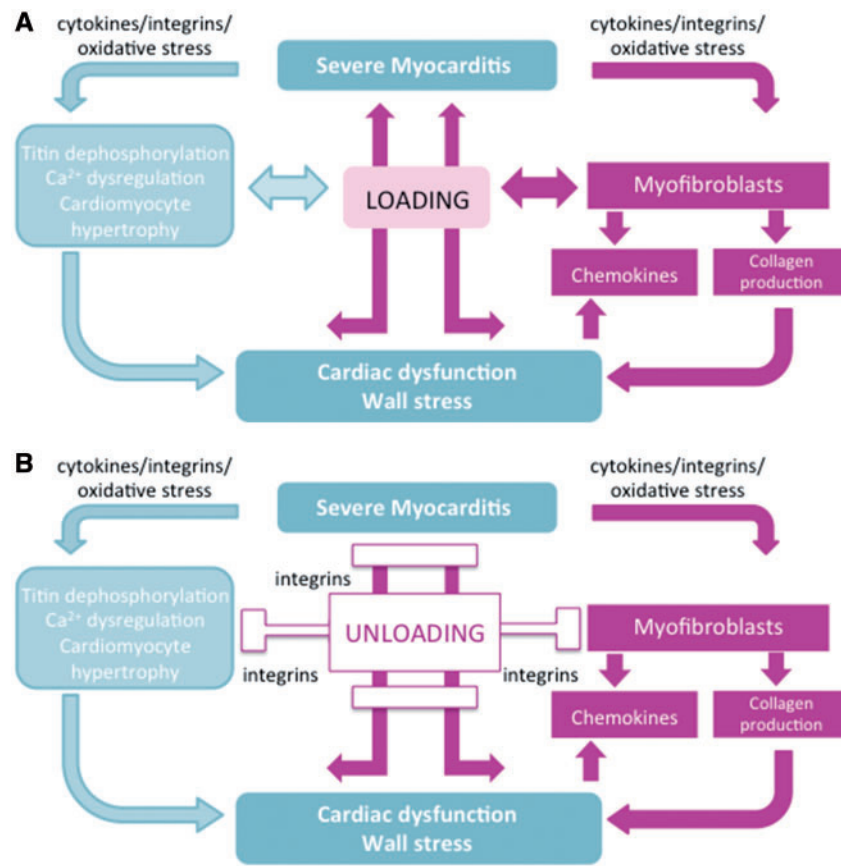 A
cytokines/integrins/
oxidative stress
Severe Myocarditis
cytokines/integrins/
oxidative stress
Titin dephosphorylation
Ca²⁺ dysregulation
Cardiomyocyte
hypertrophy
LOADING
Myofibroblasts
Chemokines
Collagen
production
Cardiac dysfunction
Wall stress
B
cytokines/integrins/
oxidative stress
Severe Myocarditis
cytokines/integrins/
oxidative stress
integrins
Titin dephosphorylation
Ca²⁺ dysregulation
Cardiomyocyte
hypertrophy
UNLOADING
Myofibroblasts
integrins
integrins
Chemokines
Collagen
production
Cardiac dysfunction
Wall stress